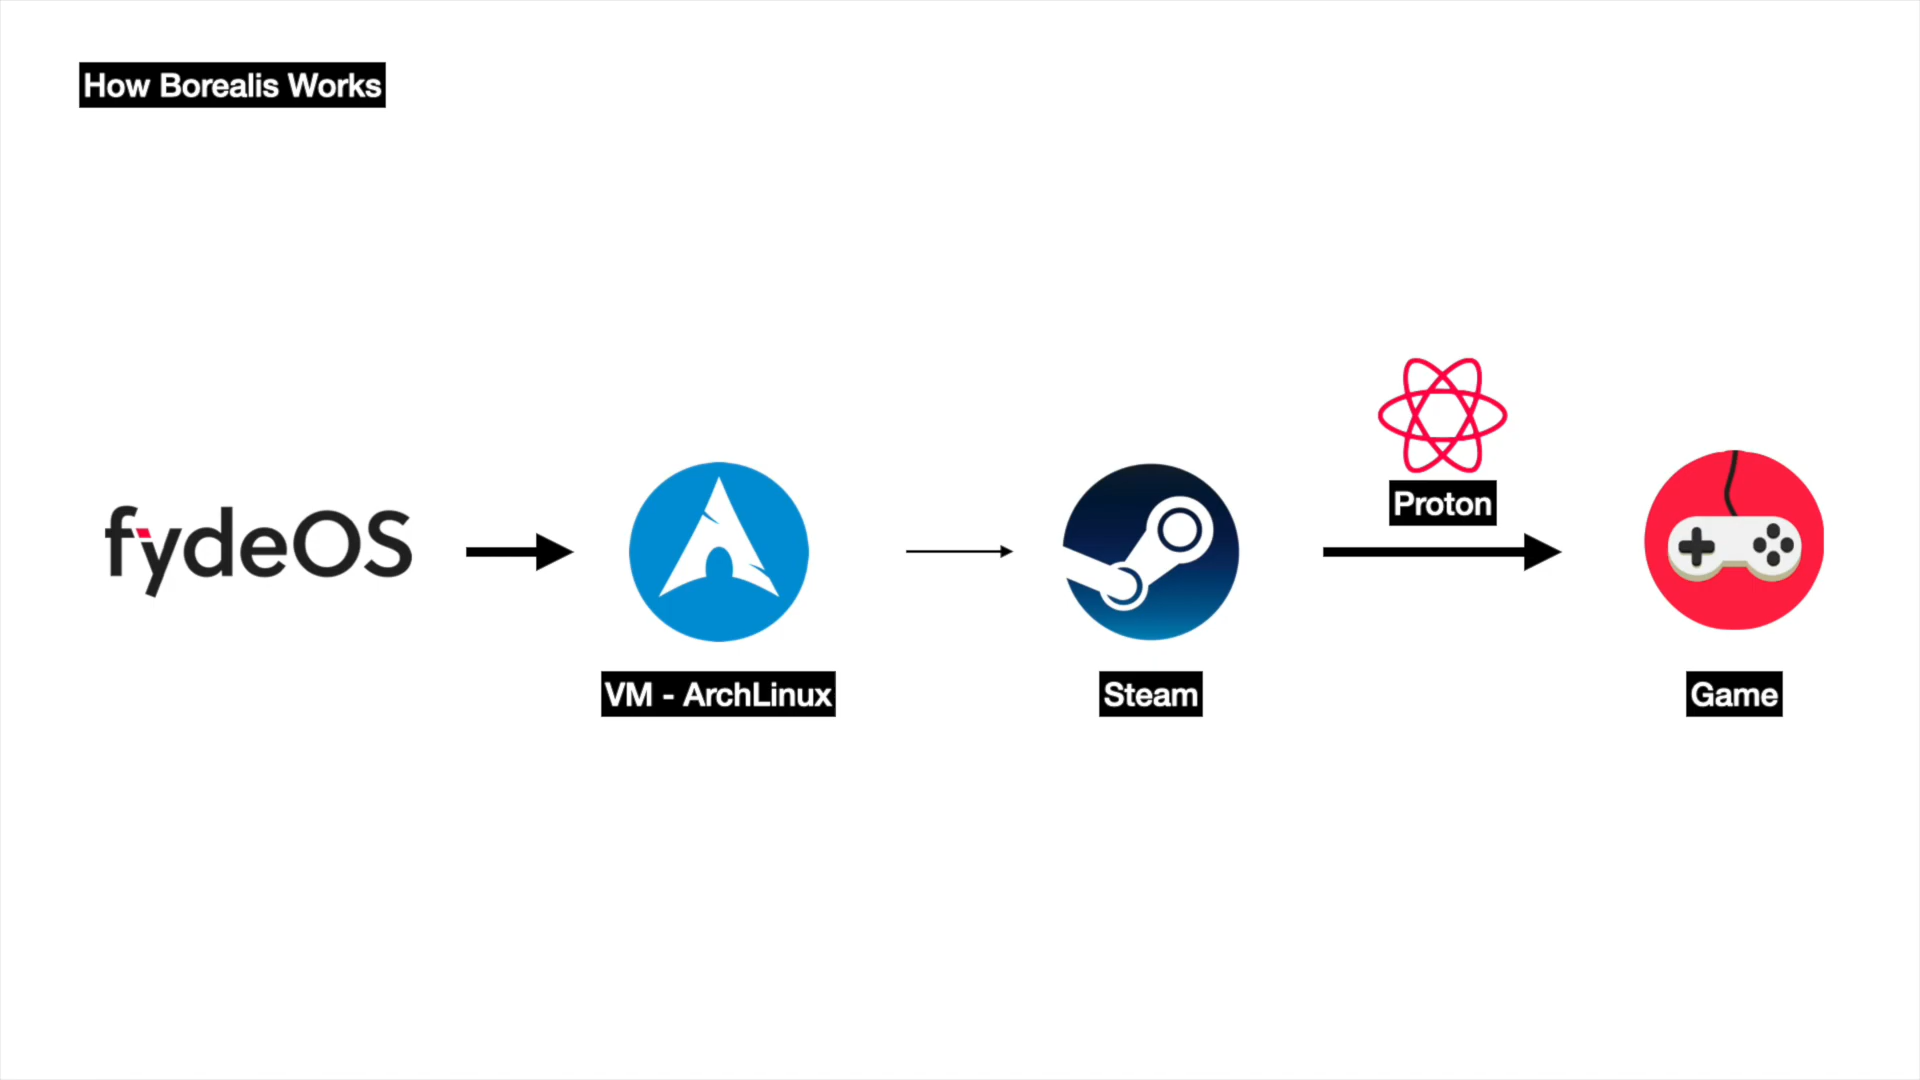 How Borealis Works
fydeOS
Proton
VM - ArchLinux
Steam
Game